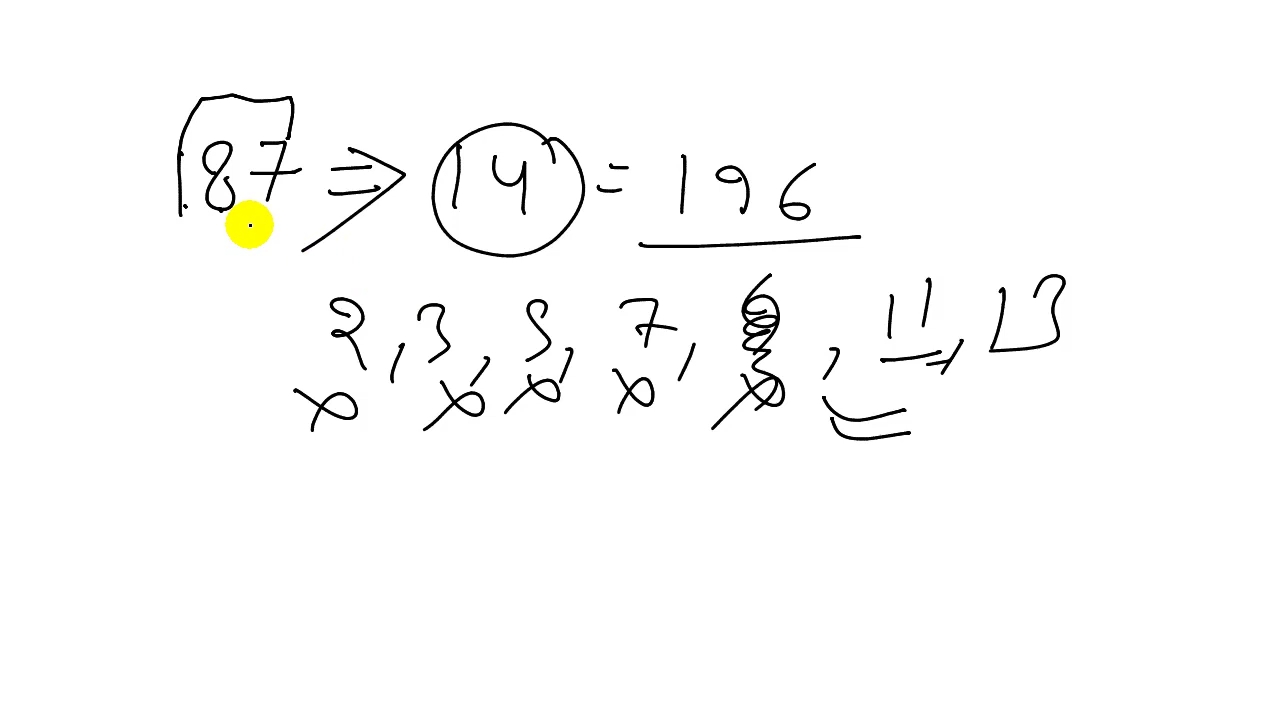 187 ⇒ 14' = 196
2, 3, 5, 7, , 11, 13